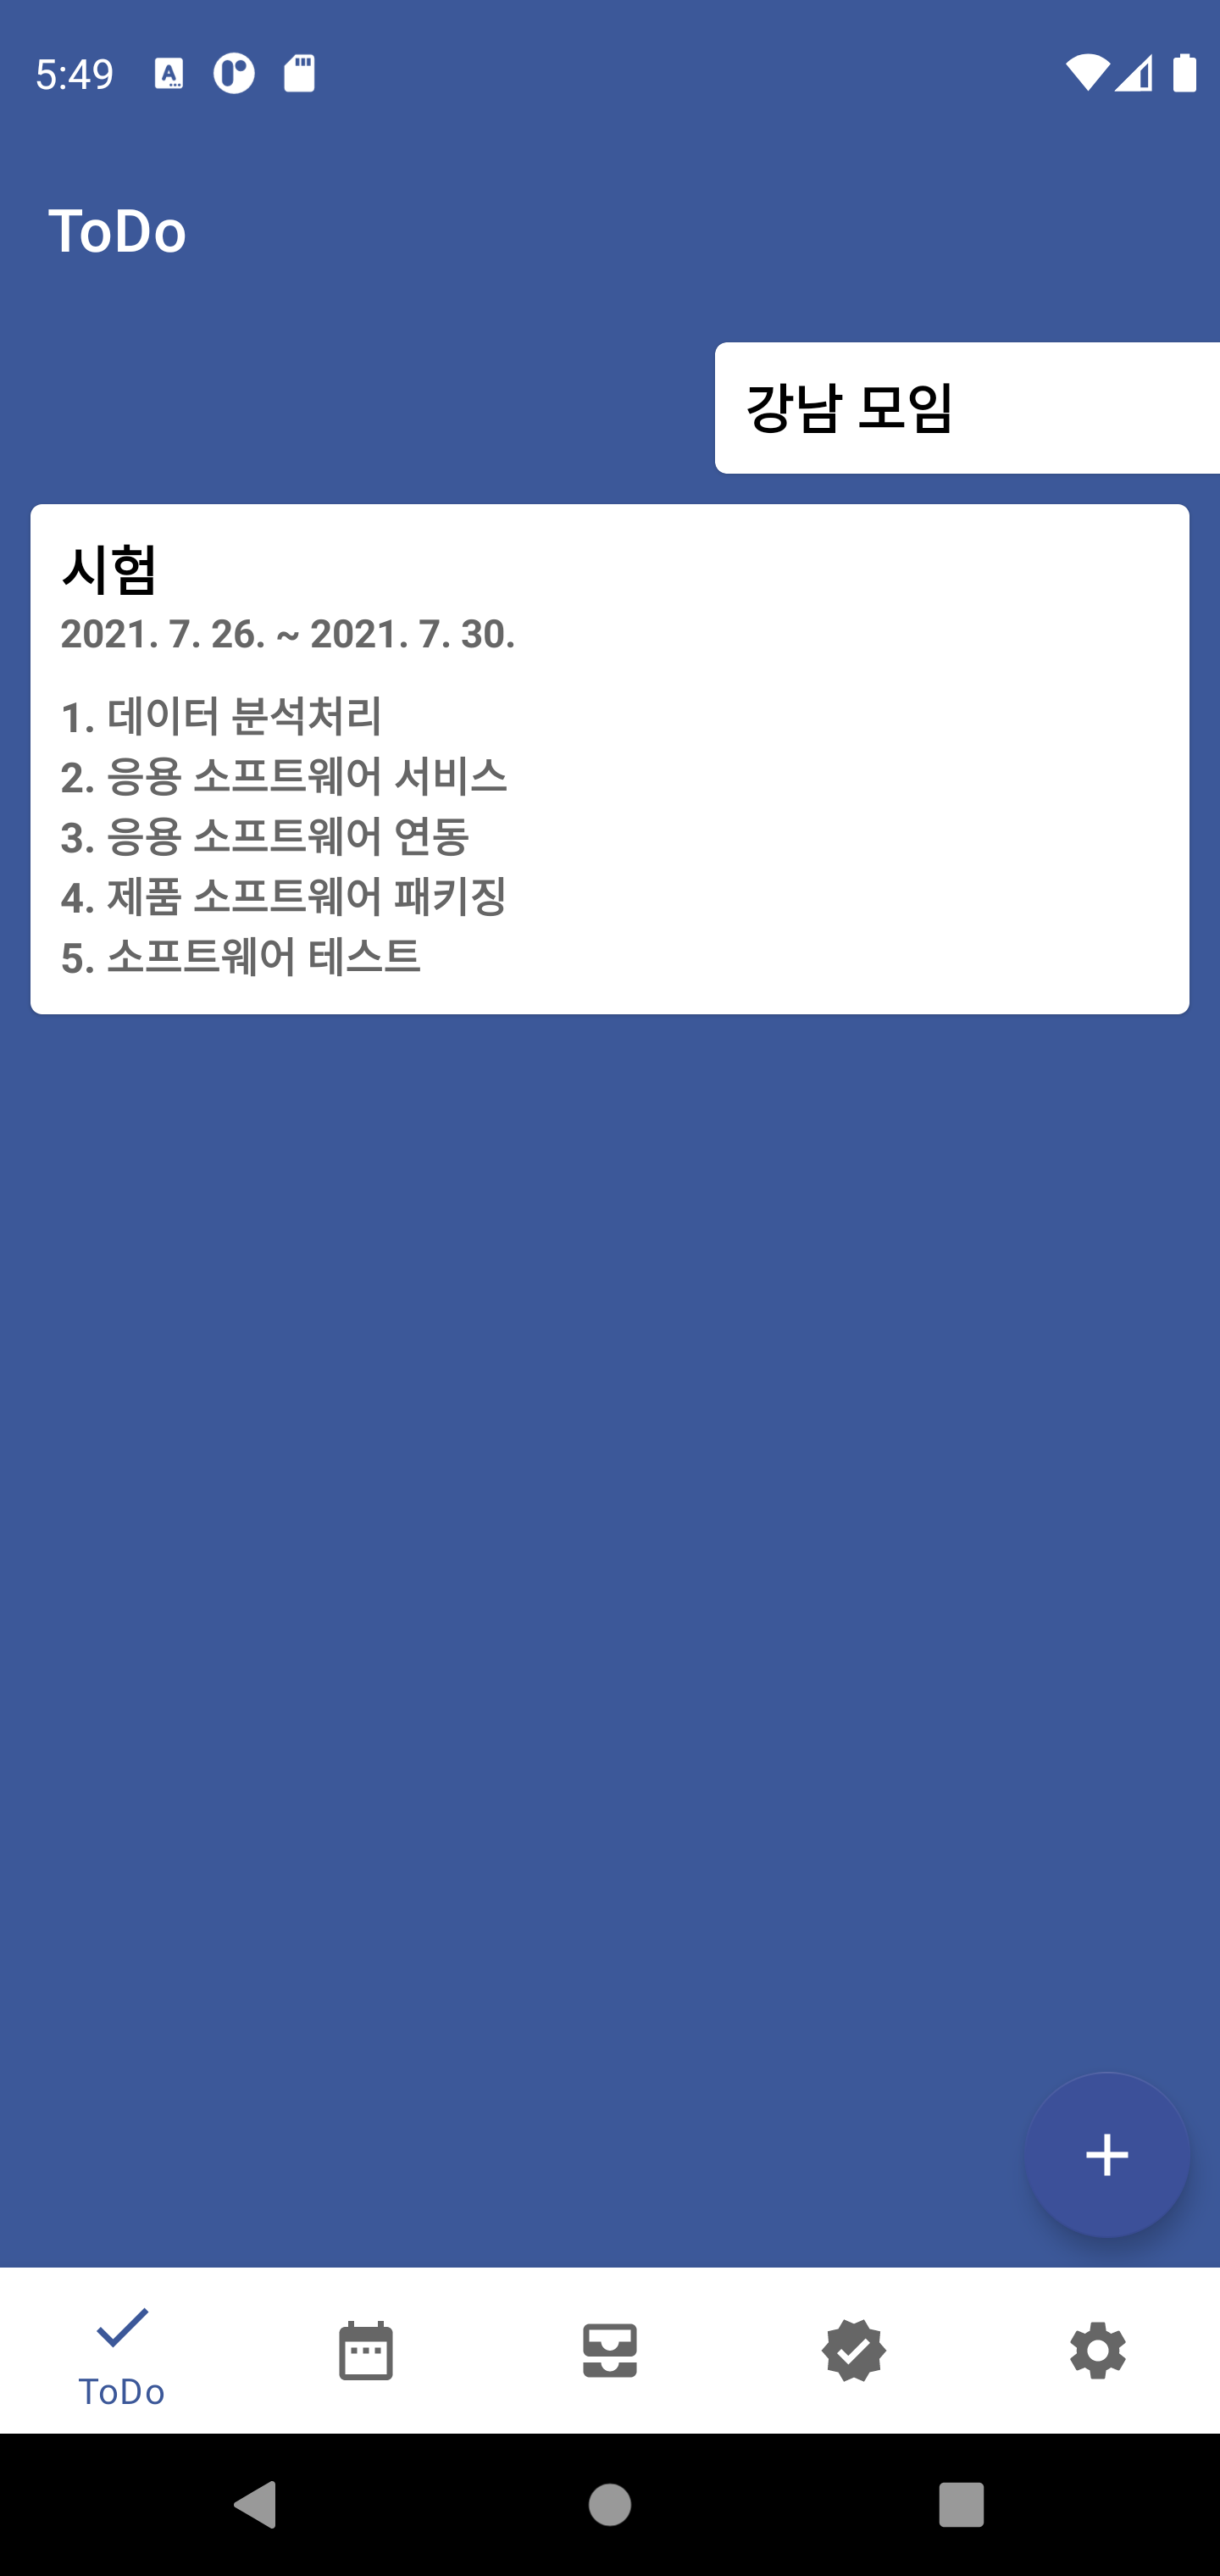 5:49
ToDo
강남 모임
시험
2021. 7. 26. ~ 2021. 7. 30.
1. 데이터 분석처리
2. 응용 소프트웨어 서비스
3. 응용 소프트웨어 연동
4. 제품 소프트웨어 패키징
5. 소프트웨어 테스트
ToDo